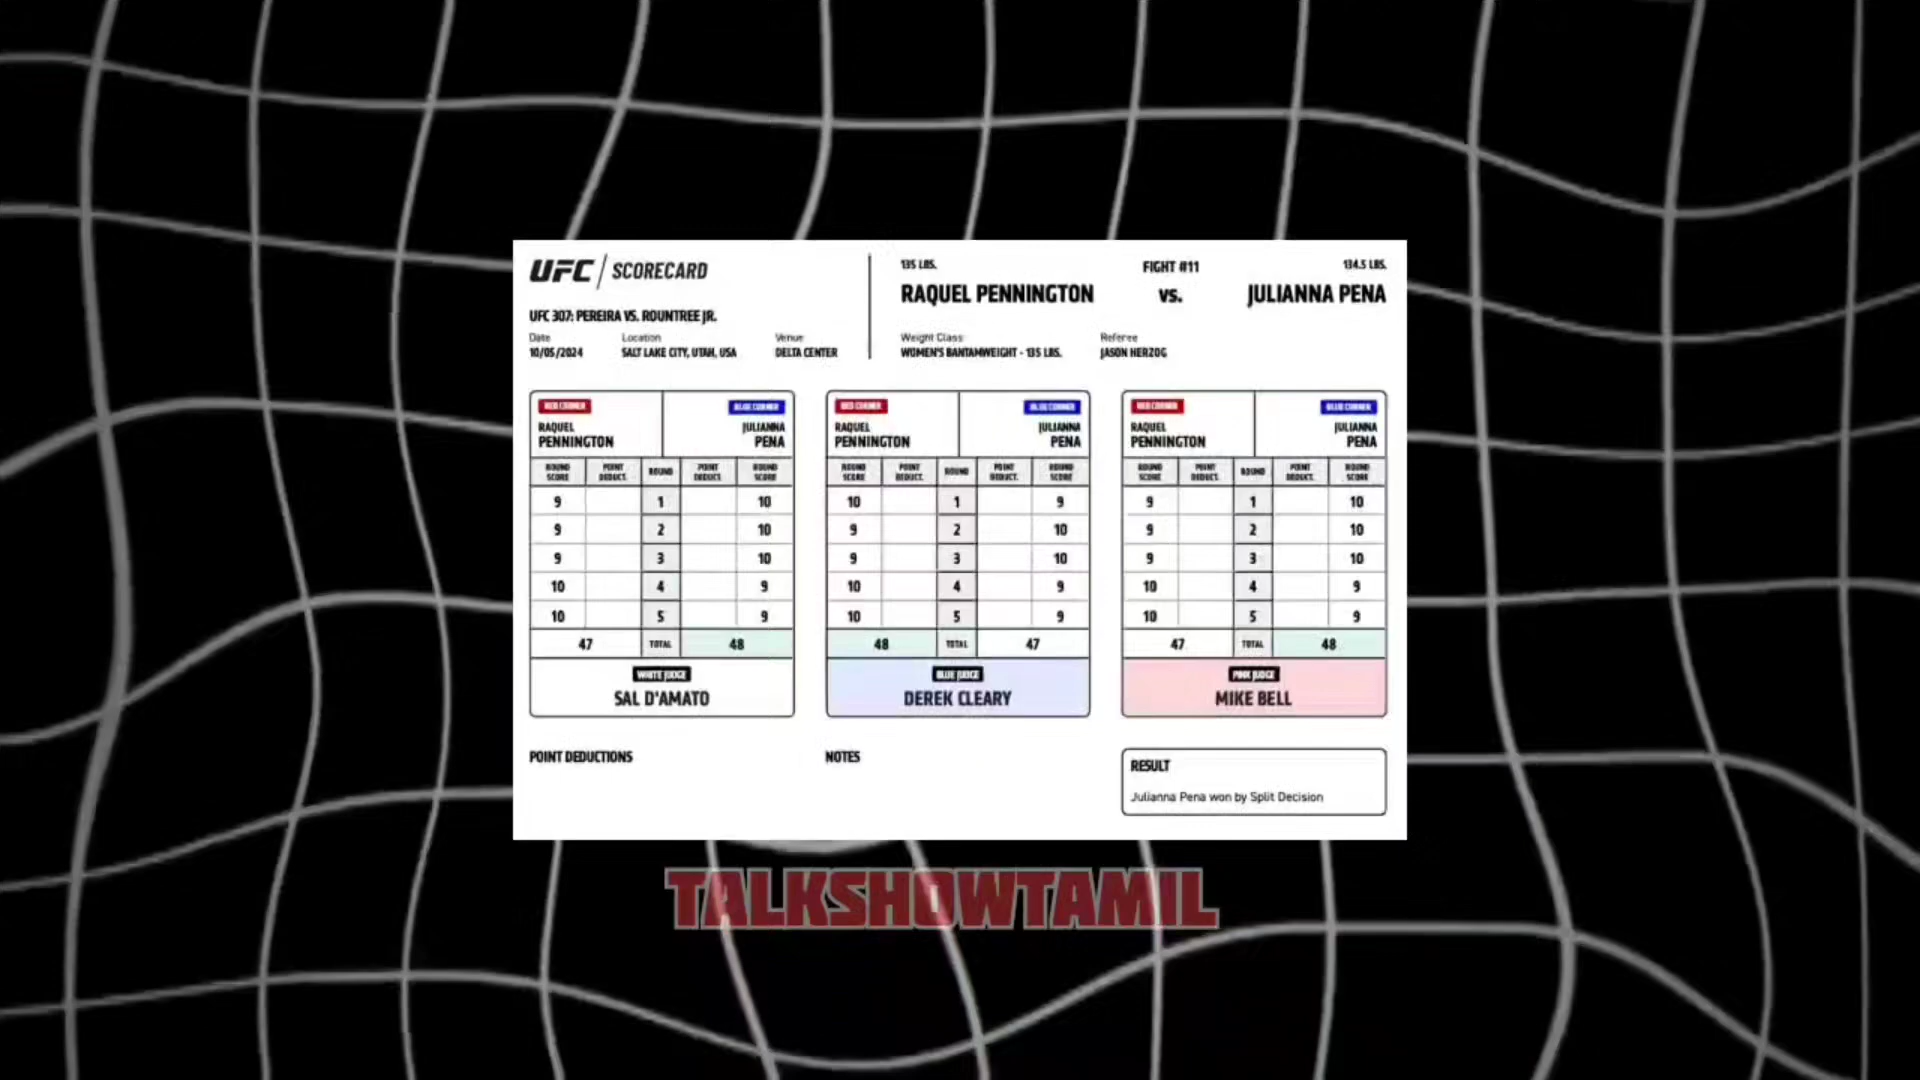 UFC / SCORECARD
UFC 307: PEREIRA VS. ROUNTREE JR.
Date Location Venue
10/05/2024 SALT LAKE CITY, UTAH, USA DELTA CENTER
135 LBS. FIGHT #11 134.5 LBS.
RAQUEL PENNINGTON VS. JULIANNA PENA
Weight Class Referee
WOMEN'S BANTAMWEIGHT - 135 LBS. JASON HERZOG
RED CORNER BLUE CORNER
RAQUEL PENNINGTON JULIANNA PENA
ROUND SCORE POINT DEDUCT. ROUND POINT DEDUCT. ROUND SCORE
9 1 10
9 2 10
9 3 10
10 4 9
10 5 9
47 TOTAL 48
WHITE JUDGE
SAL D'AMATO
RED CORNER BLUE CORNER
RAQUEL PENNINGTON JULIANNA PENA
ROUND SCORE POINT DEDUCT. ROUND POINT DEDUCT. ROUND SCORE
10 1 9
9 2 10
9 3 10
10 4 9
10 5 9
48 TOTAL 47
BLUE JUDGE
DEREK CLEARY
RED CORNER BLUE CORNER
RAQUEL PENNINGTON JULIANNA PENA
ROUND SCORE POINT DEDUCT. ROUND POINT DEDUCT. ROUND SCORE
9 1 10
9 2 10
9 3 10
10 4 9
10 5 9
47 TOTAL 48
PINK JUDGE
MIKE BELL
POINT DEDUCTIONS
NOTES
RESULT
Julianna Pena won by Split Decision
TALKSHOWTAMIL